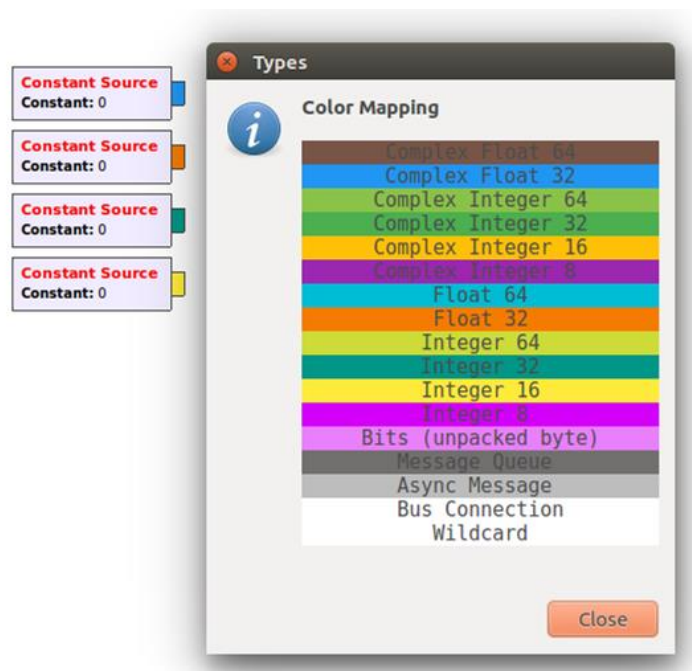 Constant Source
Constant: 0
Constant Source
Constant: 0
Constant Source
Constant: 0
Constant Source
Constant: 0
Types
Color Mapping
Complex Float 64
Complex Float 32
Complex Integer 64
Complex Integer 32
Complex Integer 16
Complex Integer 8
Float 64
Float 32
Integer 64
Integer 32
Integer 16
Integer 8
Bits (unpacked byte)
Message Queue
Async Message
Bus Connection
Wildcard
Close